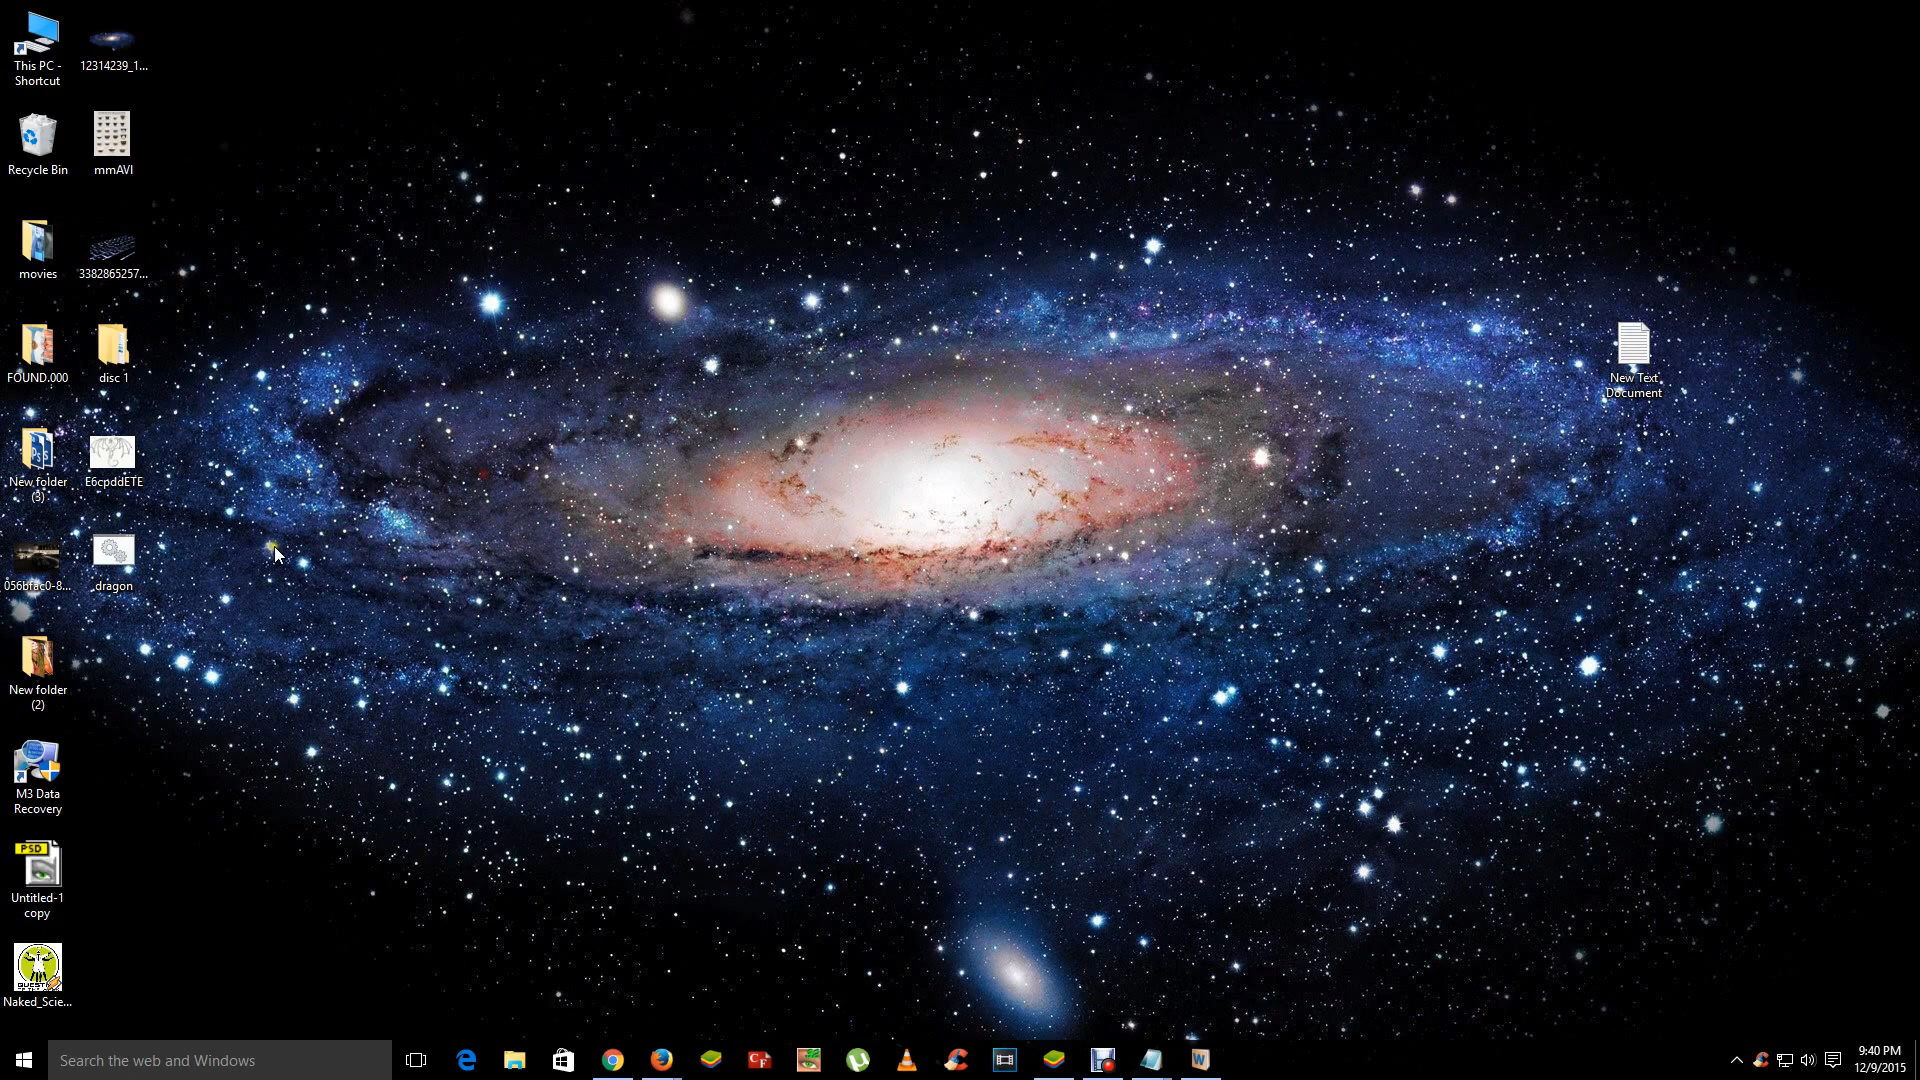 This PC -
Shortcut
12314239_1...
Recycle Bin
mmAVI
movies
3382865257...
FOUND.000
disc 1
New Text
Document
New folder
(3)
E6cpddETE
056bfac0-8...
dragon
New folder
(2)
M3 Data
Recovery
PSD
Untitled-1
copy
Naked_Scie...
Search the web and Windows
9:40 PM
12/9/2015